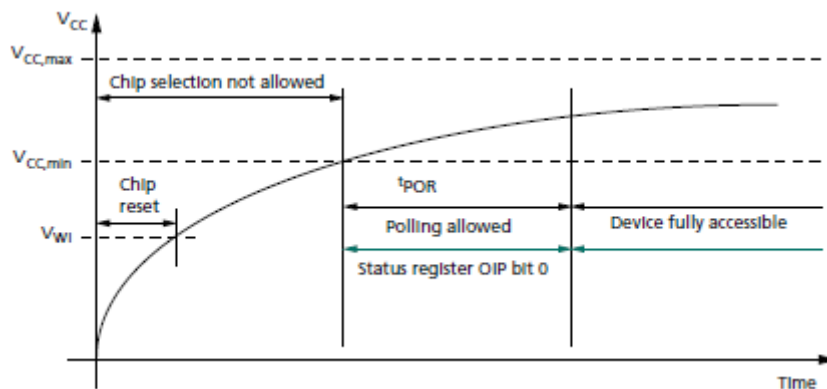 VCC
VCC,max
Chip selection not allowed
VCC,min
Chip
reset
tPOR
VWI
Polling allowed
Device fully accessible
Status register OIP bit 0
Time